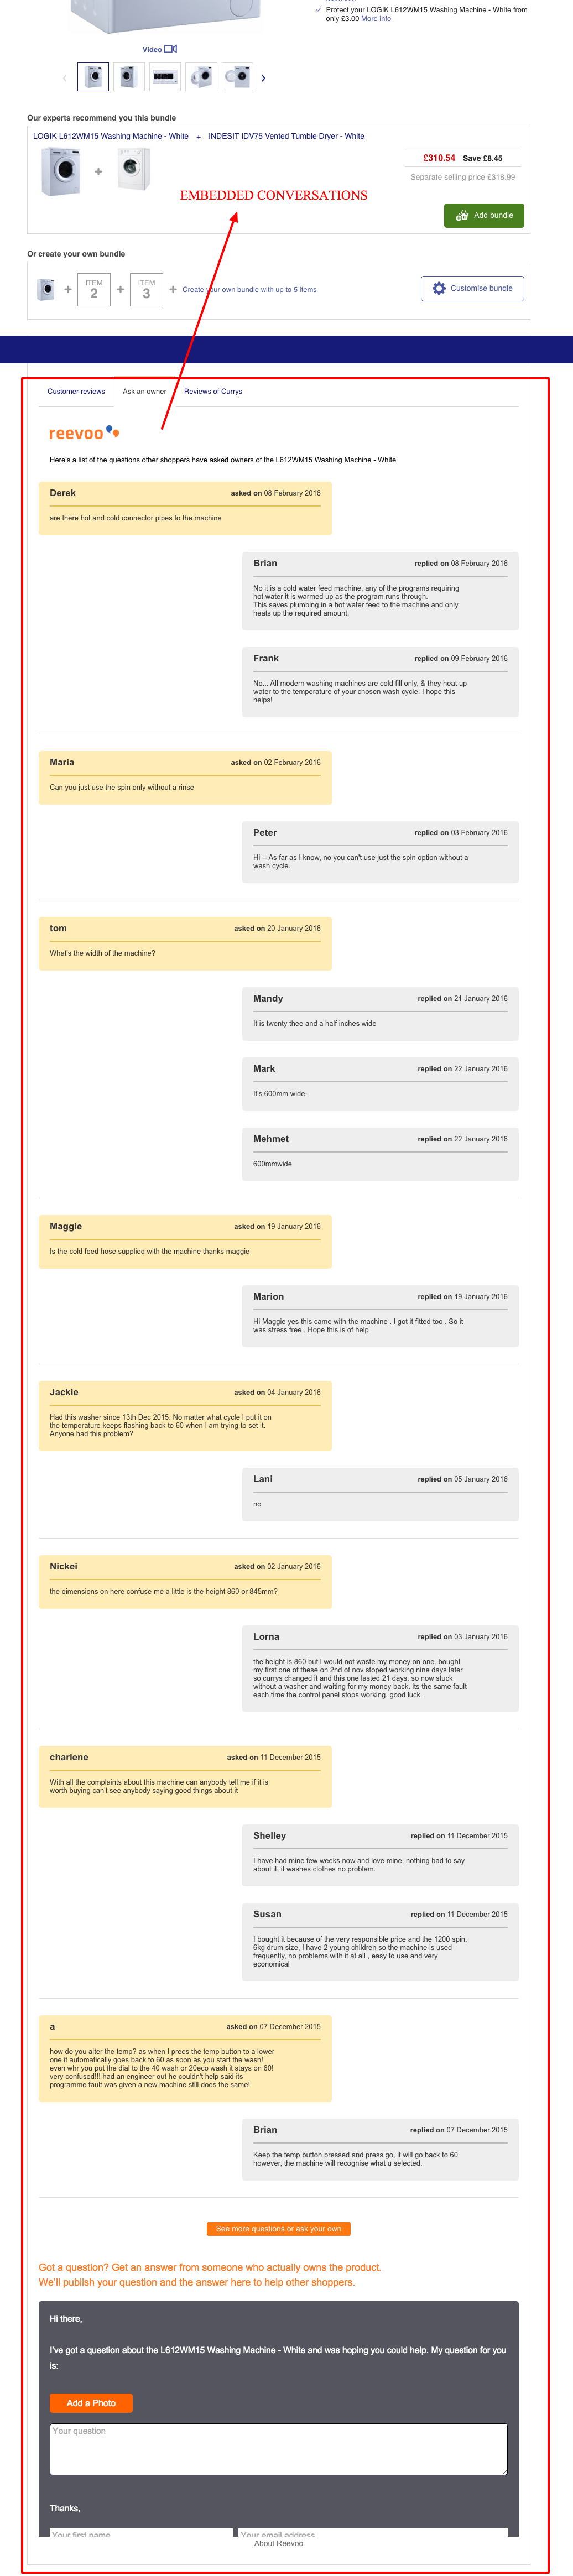 Protect your LOGIK L612WM15 Washing Machine - White from
only £3.00 More info
Video
Our experts recommend you this bundle
LOGIK L612WM15 Washing Machine - White + INDESIT IDV75 Vented Tumble Dryer - White
£310.54 Save £8.45
Separate selling price £318.99
EMBEDDED CONVERSATIONS
Add bundle
Or create your own bundle
ITEM
2
ITEM
3
Create your own bundle with up to 5 items
Customise bundle
Customer reviews
Ask an owner
Reviews of Currys
reevoo
Here's a list of the questions other shoppers have asked owners of the L612WM15 Washing Machine - White
Derek asked on 08 February 2016
are there hot and cold connector pipes to the machine
Brian replied on 08 February 2016
No it is a cold water feed machine, any of the programs requiring
hot water it is warmed up as the program runs through.
This saves plumbing in a hot water feed to the machine and only
heats up the required amount.
Frank replied on 09 February 2016
No... All modern washing machines are cold fill only, & they heat up
water to the temperature of your chosen wash cycle. I hope this
helps!
Maria asked on 02 February 2016
Can you just use the spin only without a rinse
Peter replied on 03 February 2016
Hi -- As far as I know, no you can't use just the spin option without a
wash cycle.
tom asked on 20 January 2016
What's the width of the machine?
Mandy replied on 21 January 2016
It is twenty thee and a half inches wide
Mark replied on 22 January 2016
It's 600mm wide.
Mehmet replied on 22 January 2016
600mmwide
Maggie asked on 19 January 2016
Is the cold feed hose supplied with the machine thanks maggie
Marion replied on 19 January 2016
Hi Maggie yes this came with the machine . I got it fitted too . So it
was stress free . Hope this is of help
Jackie asked on 04 January 2016
Had this washer since 13th Dec 2015. No matter what cycle I put it on
the temperature keeps flashing back to 60 when I am trying to set it.
Anyone had this problem?
Lani replied on 05 January 2016
no
Nickei asked on 02 January 2016
the dimensions on here confuse me a little is the height 860 or 845mm?
Lorna replied on 03 January 2016
the height is 860 but I would not waste my money on one. bought
my first one of these on 2nd of nov stoped working nine days later
so currys changed it and this one lasted 21 days. so now stuck
without a washer and waiting for my money back. its the same fault
each time the control panel stops working. good luck.
charlene asked on 11 December 2015
With all the complaints about this machine can anybody tell me if it is
worth buying can't see anybody saying good things about it
Shelley replied on 11 December 2015
I have had mine few weeks now and love mine, nothing bad to say
about it, it washes clothes no problem.
Susan replied on 11 December 2015
I bought it because of the very responsible price and the 1200 spin,
6kg drum size, I have 2 young children so the machine is used
frequently, no problems with it at all , easy to use and very
economical
a asked on 07 December 2015
how do you alter the temp? as when I prees the temp button to a lower
one it automatically goes back to 60 as soon as you start the wash!
even whr you put the dial to the 40 wash or 20eco wash it stays on 60!
very confused!!! had an engineer out he couldn't help said its
programme fault was given a new machine still does the same!
Brian replied on 07 December 2015
Keep the temp button pressed and press go, it will go back to 60
however, the machine will recognise what u selected.
See more questions or ask your own
Got a question? Get an answer from someone who actually owns the product.
We'll publish your question and the answer here to help other shoppers.
Hi there,
I've got a question about the L612WM15 Washing Machine - White and was hoping you could help. My question for you
is:
Add a Photo
Your question
Thanks,
Your first name
Your email address
About Reevoo